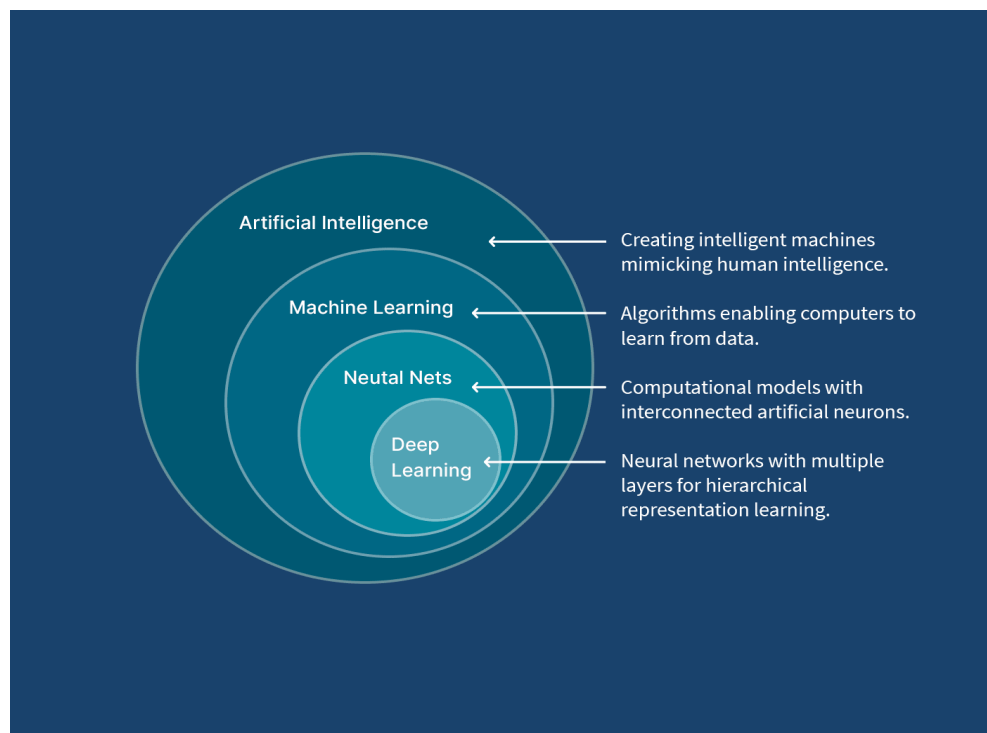 Artificial Intelligence
Creating intelligent machines
mimicking human intelligence.
Machine Learning
Algorithms enabling computers to
learn from data.
Neutal Nets
Computational models with
interconnected artificial neurons.
Deep
Learning
Neural networks with multiple
layers for hierarchical
representation learning.